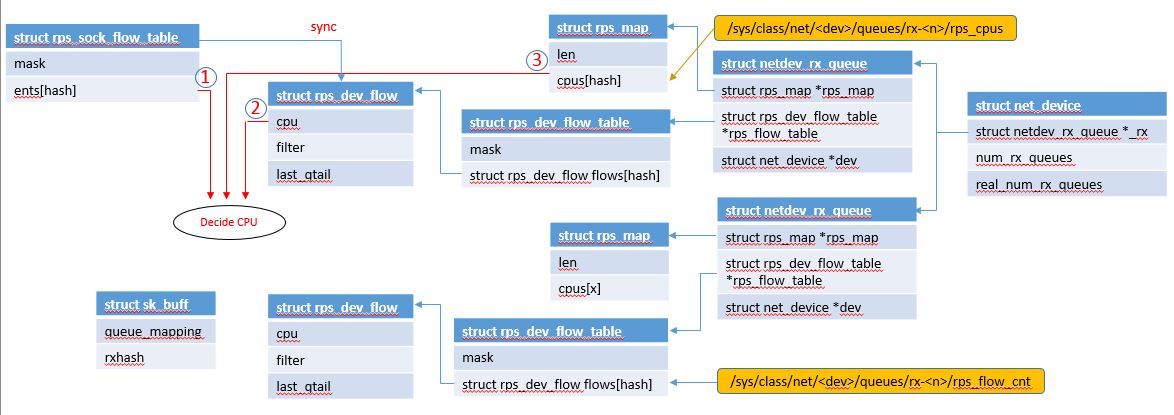 struct rps_sock_flow_table
mask
ents[hash]
sync
1
2
3
struct rps_dev_flow
cpu
filter
last_qtail
Decide CPU
struct rps_map
len
cpus[hash]
/sys/class/net/<dev>/queues/rx-<n>/rps_cpus
struct rps_dev_flow_table
mask
struct rps_dev_flow flows[hash]
struct netdev_rx_queue
struct rps_map *rps_map
struct rps_dev_flow_table
*rps_flow_table
struct net_device *dev
struct net_device
struct netdev_rx_queue *_rx
num_rx_queues
real_num_rx_queues
struct netdev_rx_queue
struct rps_map *rps_map
struct rps_dev_flow_table
*rps_flow_table
struct net_device *dev
struct rps_map
len
cpus[x]
struct sk_buff
queue_mapping
rxhash
struct rps_dev_flow
cpu
filter
last_qtail
struct rps_dev_flow_table
mask
struct rps_dev_flow flows[hash]
/sys/class/net/<dev>/queues/rx-<n>/rps_flow_cnt